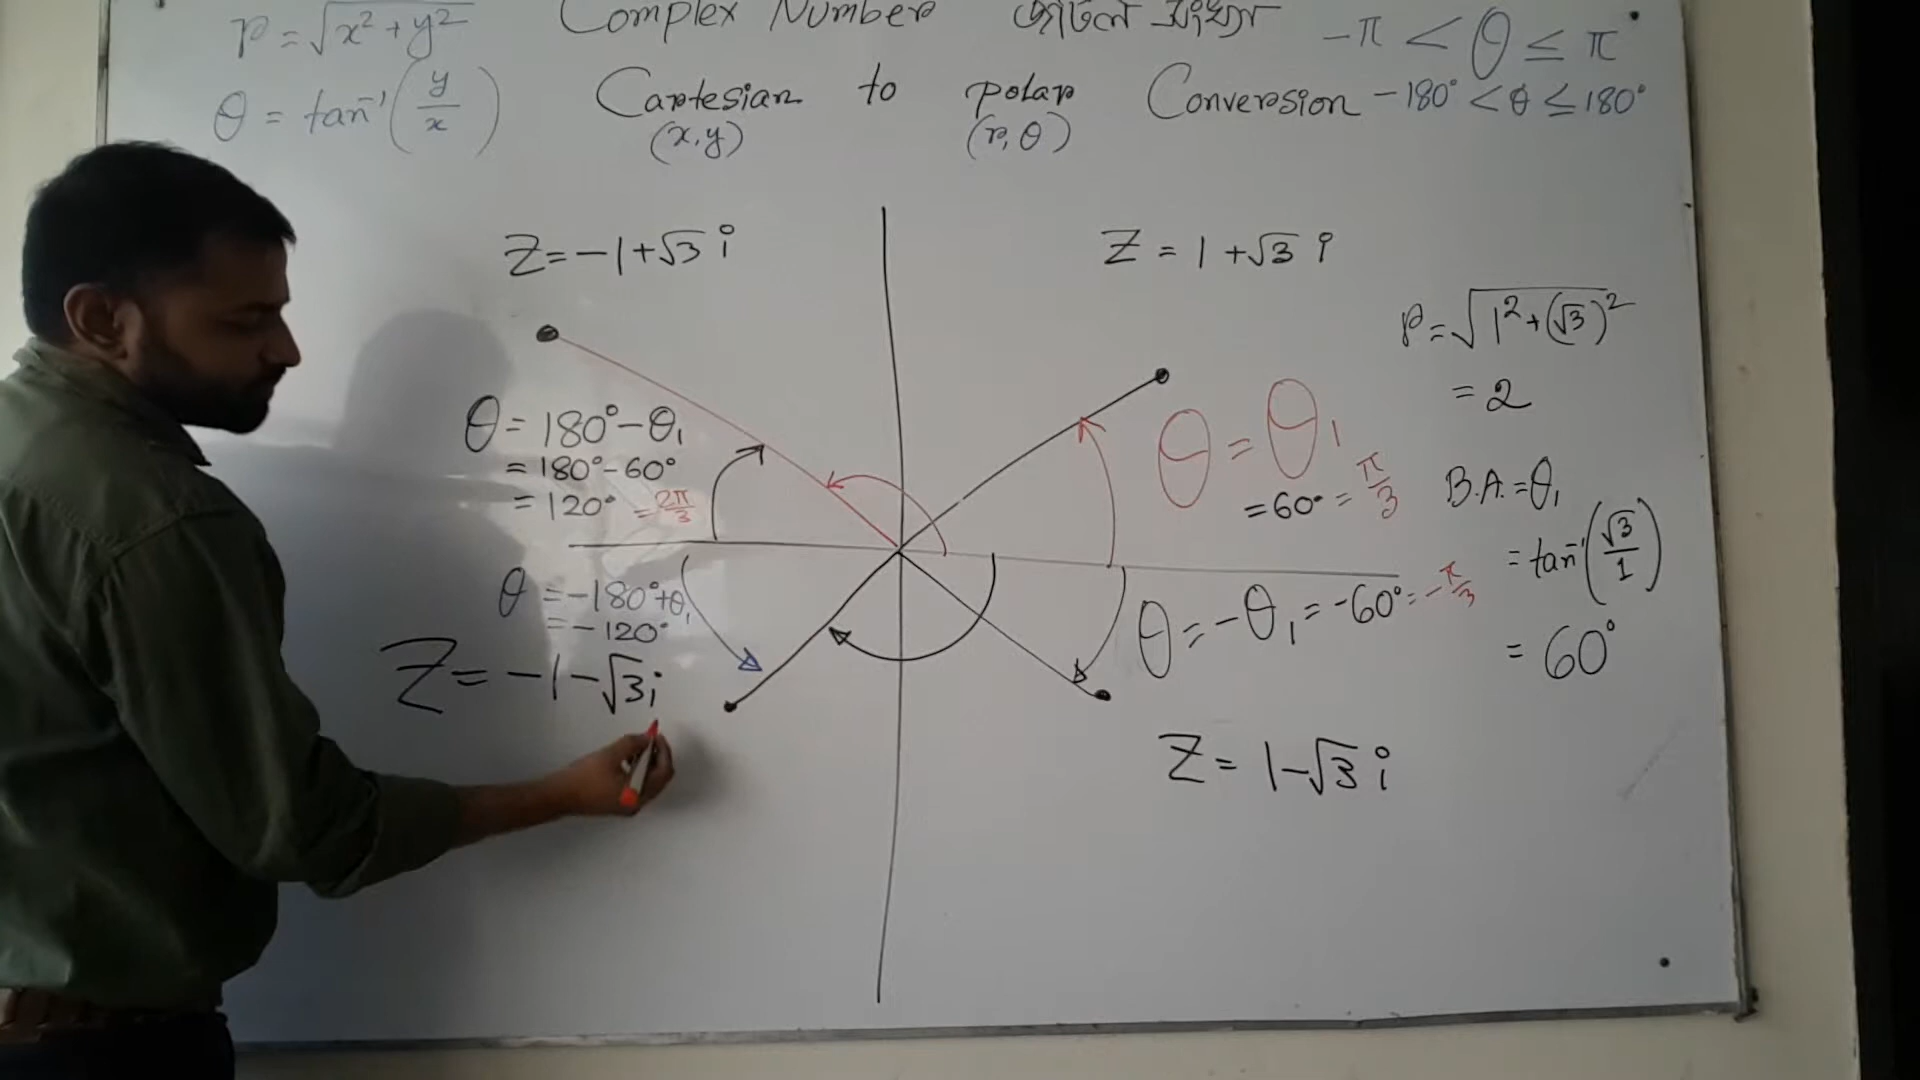 r = √x² + y²
θ = tan⁻¹(y/x)
Complex Number জটিল সংখ্যা
Cartesian to polar Conversion
(x, y) (r, θ)
-π < θ ≤ π
-180° < θ ≤ 180°
Z = -1 + √3 i
θ = 180° - θ₁
= 180° - 60°
= 120° = 2π/3
Z = 1 + √3 i
θ = θ₁
= 60° = π/3
r = √1² + (√3)²
= 2
B.A. = θ₁
= tan⁻¹(√3/1)
= 60°
θ = -180° + θ₁
= -120°
Z = -1 - √3i
θ = -θ₁ = -60° = -π/3
Z = 1 - √3 i